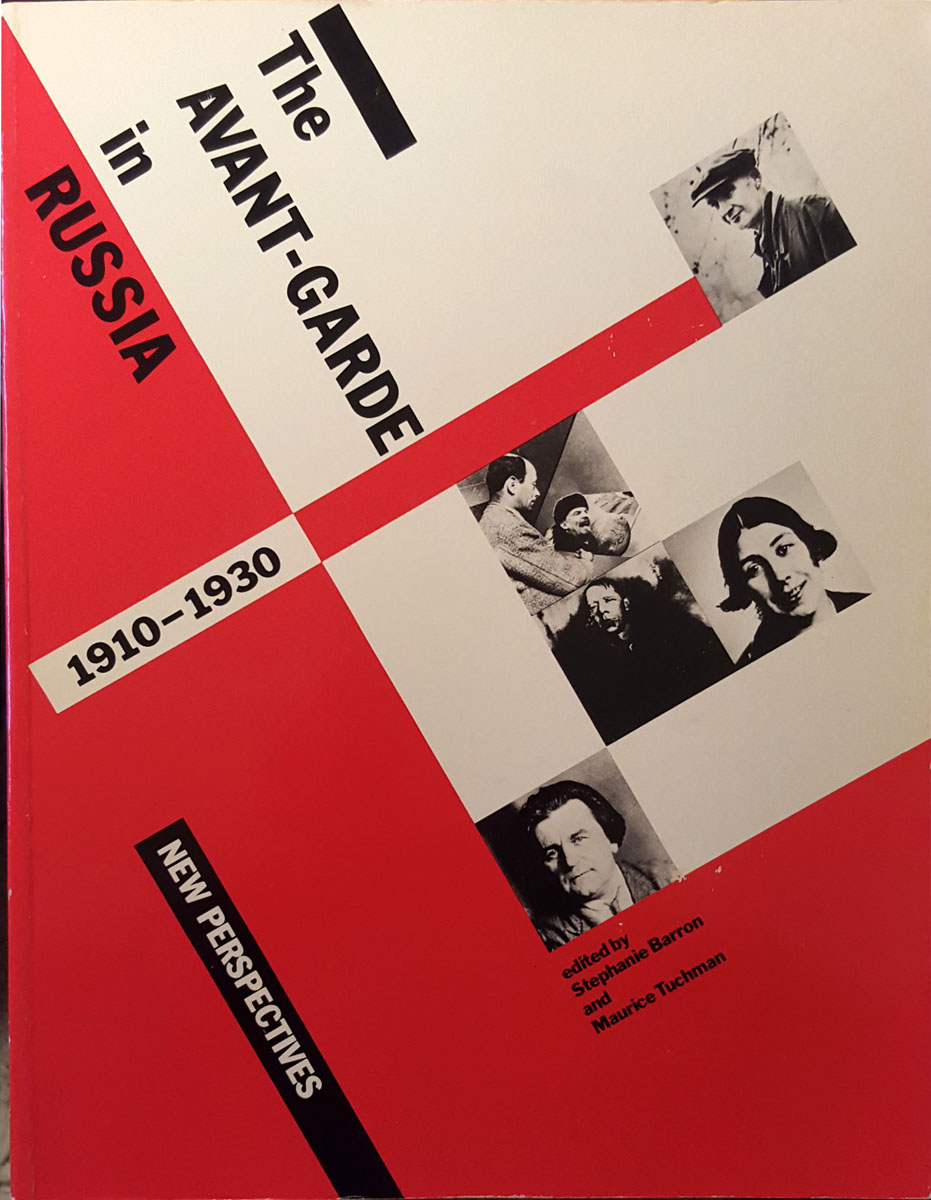 The
AVANT-GARDE
in
RUSSIA
1910–1930
NEW PERSPECTIVES
edited by
Stephanie Barron
and
Maurice Tuchman